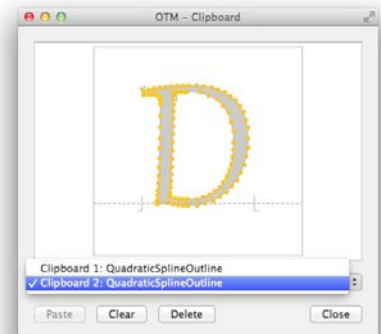 OTM – Clipboard
D
Clipboard 1: QuadraticSplineOutline
✓ Clipboard 2: QuadraticSplineOutline
Paste Clear Delete Close